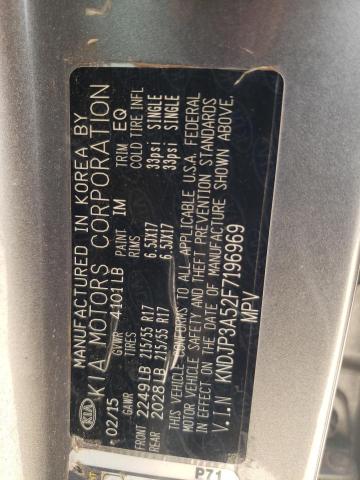 MANUFACTURED IN KOREA BY
KIA KIA MOTORS CORPORATION
02/15 GVWR 4101LB PAINT IM TRIM EQ
GAWR TIRES RIMS COLD TIRE INFL
FRONT 2249LB 215/55 R17 6.5JX17 33psi SINGLE
REAR 2028LB 215/55 R17 6.5JX17 33psi SINGLE
THIS VEHICLE CONFORMS TO ALL APPLICABLE U.S.A. FEDERAL
MOTOR VEHICLE SAFETY AND THEFT PREVENTION STANDARDS
IN EFFECT ON THE DATE OF MANUFACTURE SHOWN ABOVE.
V.I.N KNDJP3A52F7196969
MPV
P71